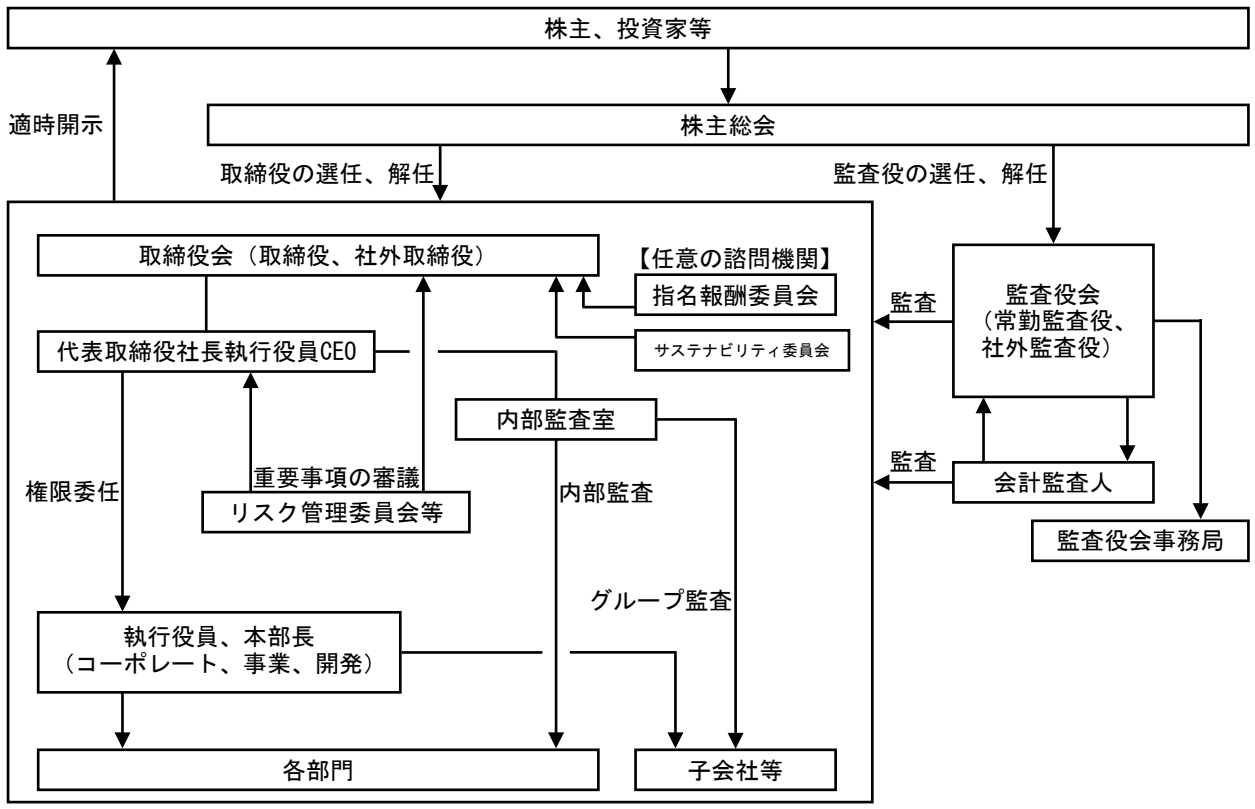 株主、投資家等
適時開示
株主総会
取締役の選任、解任
監査役の選任、解任
取締役会（取締役、社外取締役）
【任意の諮問機関】
指名報酬委員会
サステナビリティ委員会
代表取締役社長執行役員CEO
監査
監査役会
（常勤監査役、
社外監査役）
内部監査室
権限委任
重要事項の審議
リスク管理委員会等
内部監査
監査
会計監査人
監査役会事務局
グループ監査
執行役員、本部長
（コーポレート、事業、開発）
各部門
子会社等